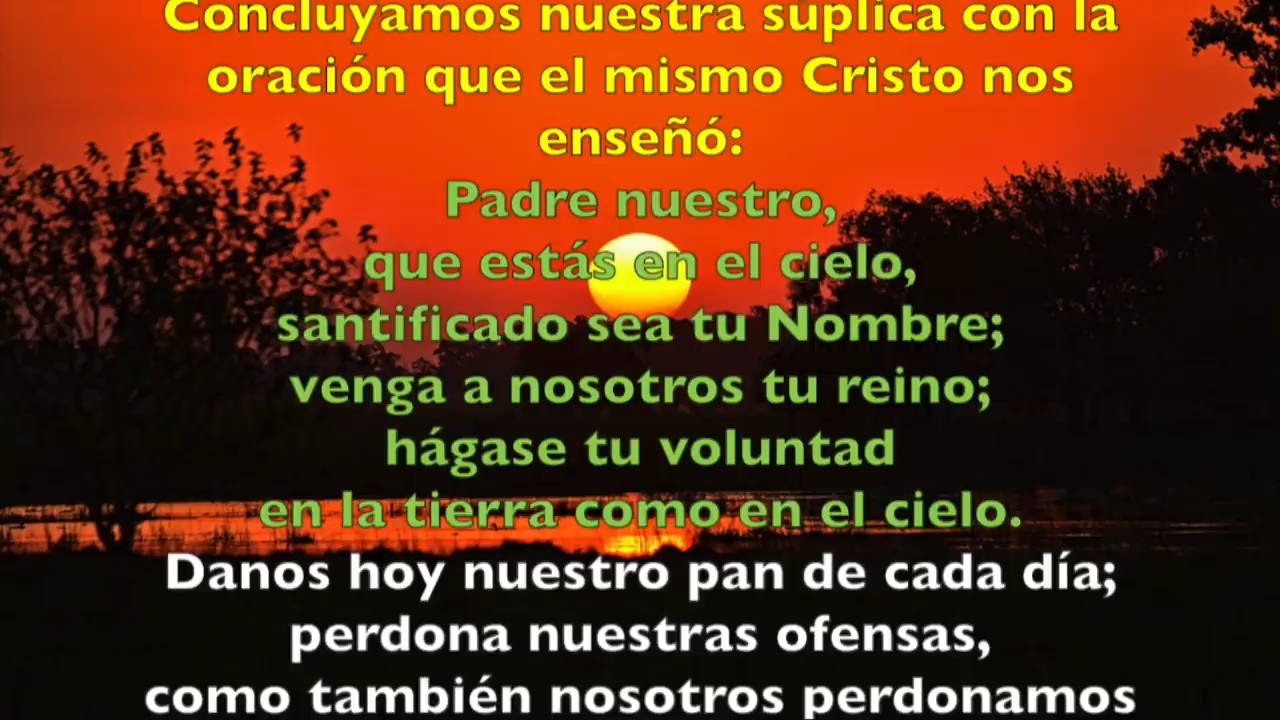 Concluyamos nuestra súplica con la
oración que el mismo Cristo nos
enseñó:
Padre nuestro,
que estás en el cielo,
santificado sea tu Nombre;
venga a nosotros tu reino;
hágase tu voluntad
en la tierra como en el cielo.
Danos hoy nuestro pan de cada día;
perdona nuestras ofensas,
como también nosotros perdonamos